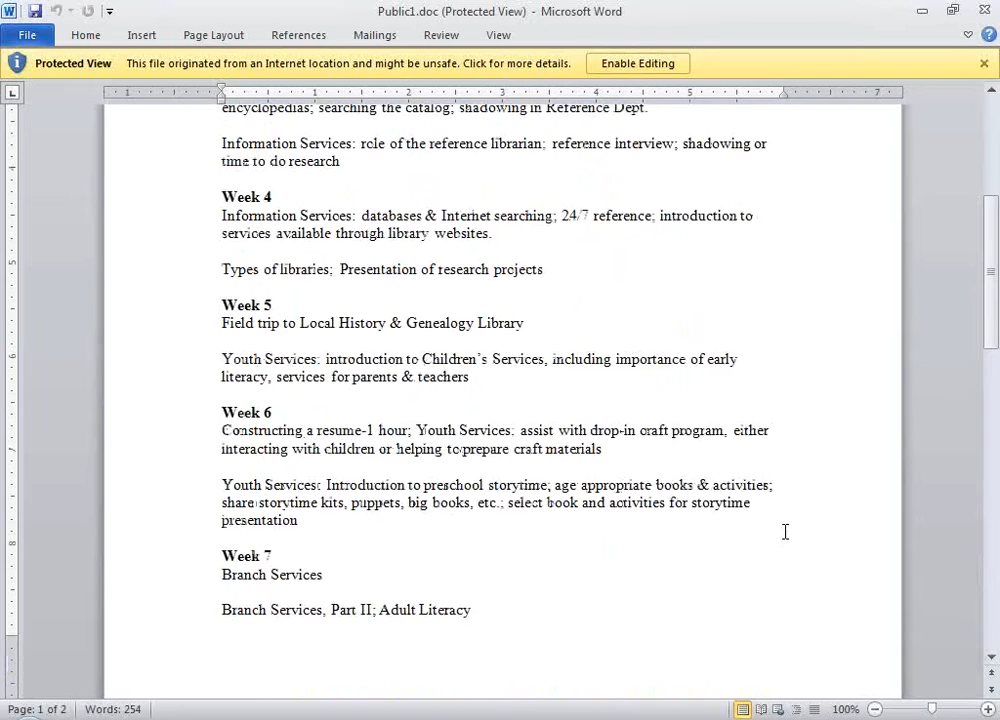 Public1.doc (Protected View) - Microsoft Word
File Home Insert Page Layout References Mailings Review View
Protected View This file originated from an Internet location and might be unsafe. Click for more details. Enable Editing
1 1 2 3 4 5 7
encyclopedias; searching the catalog; shadowing in Reference Dept.
Information Services: role of the reference librarian; reference interview; shadowing or
time to do research
Week 4
Information Services: databases & Internet searching; 24/7 reference; introduction to
services available through library websites.
Types of libraries; Presentation of research projects
Week 5
Field trip to Local History & Genealogy Library
Youth Services: introduction to Children's Services, including importance of early
literacy, services for parents & teachers
Week 6
Constructing a resume-1 hour; Youth Services: assist with drop-in craft program, either
interacting with children or helping to prepare craft materials
Youth Services: Introduction to preschool storytime; age appropriate books & activities;
share storytime kits, puppets, big books, etc.; select book and activities for storytime
presentation
Week 7
Branch Services
Branch Services, Part II; Adult Literacy
Page: 1 of 2 Words: 254 100%